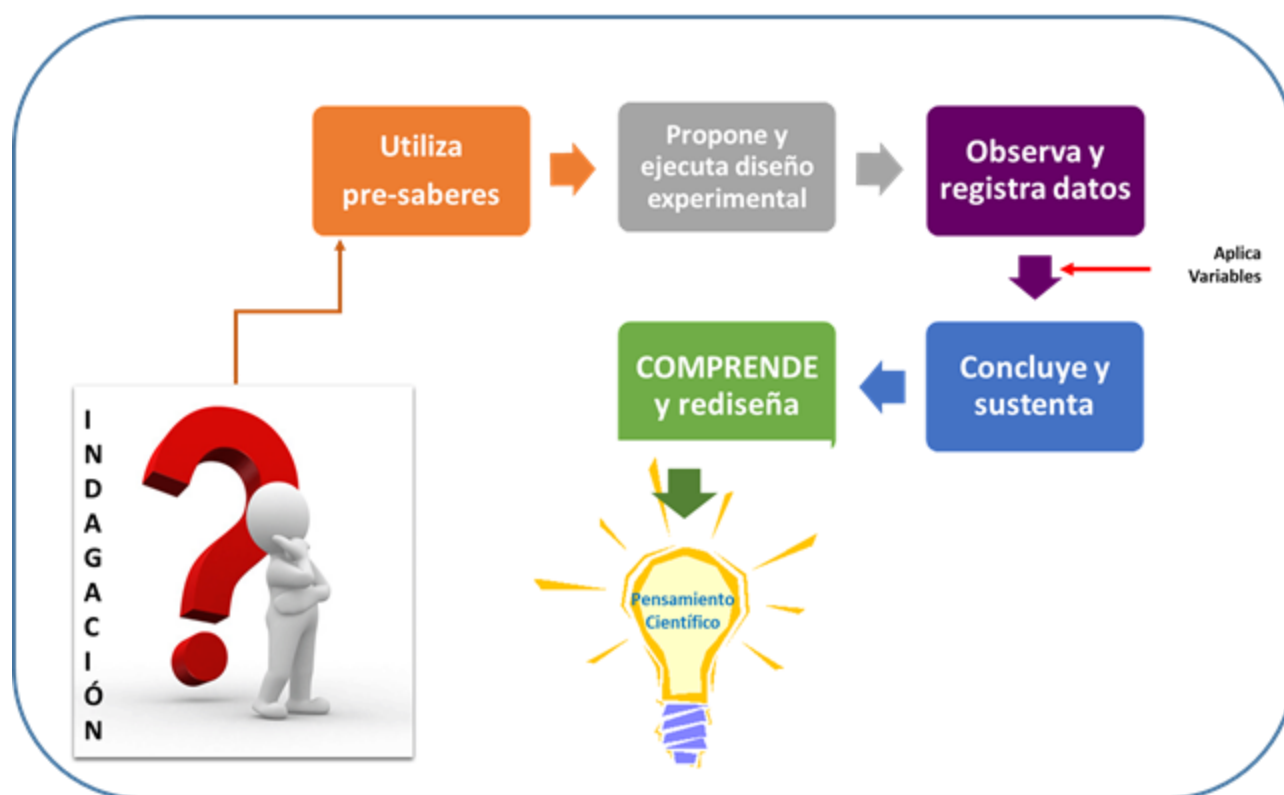 Utiliza
pre-saberes
Propone y
ejecuta diseño
experimental
Observa y
registra datos
Aplica
Variables
Concluye y
sustenta
COMPRENDE
y rediseña
Pensamiento
Científico
I
N
D
A
G
A
C
I
Ó
N